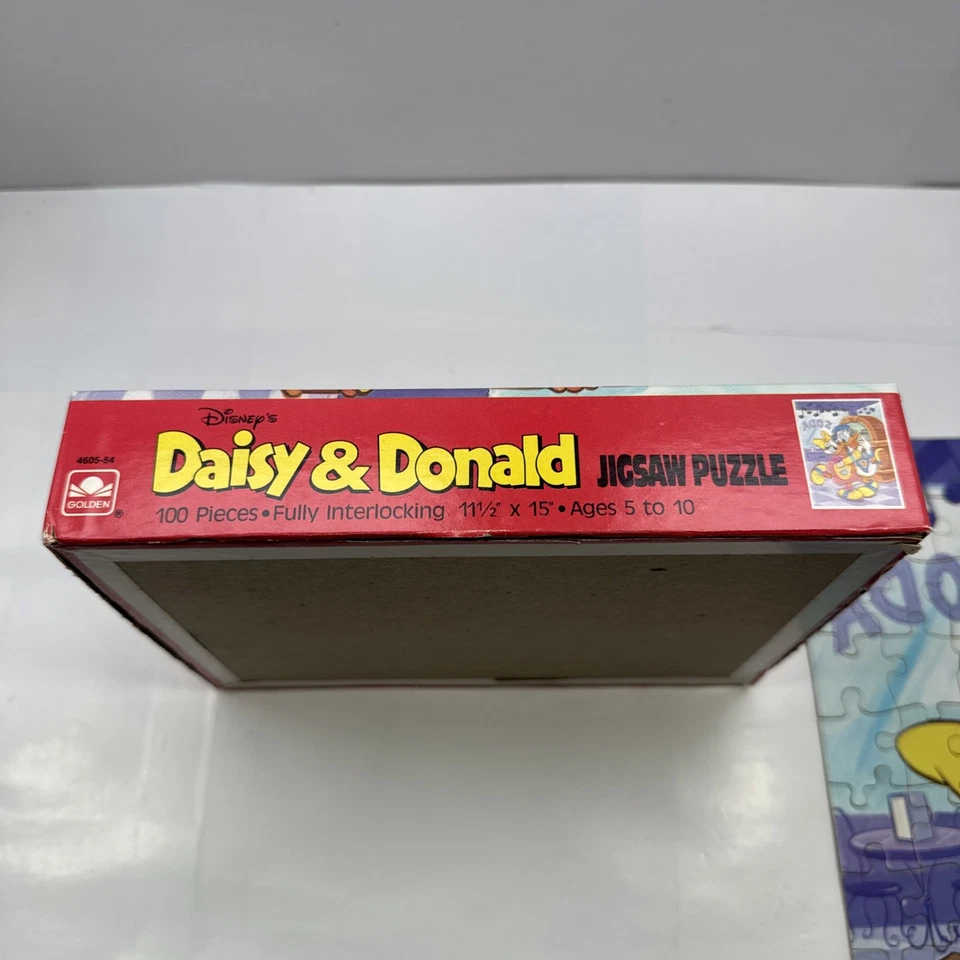 Disney's
4605-54
Daisy & Donald JIGSAW PUZZLE
GOLDEN ®
100 Pieces • Fully Interlocking 11½" x 15" • Ages 5 to 10